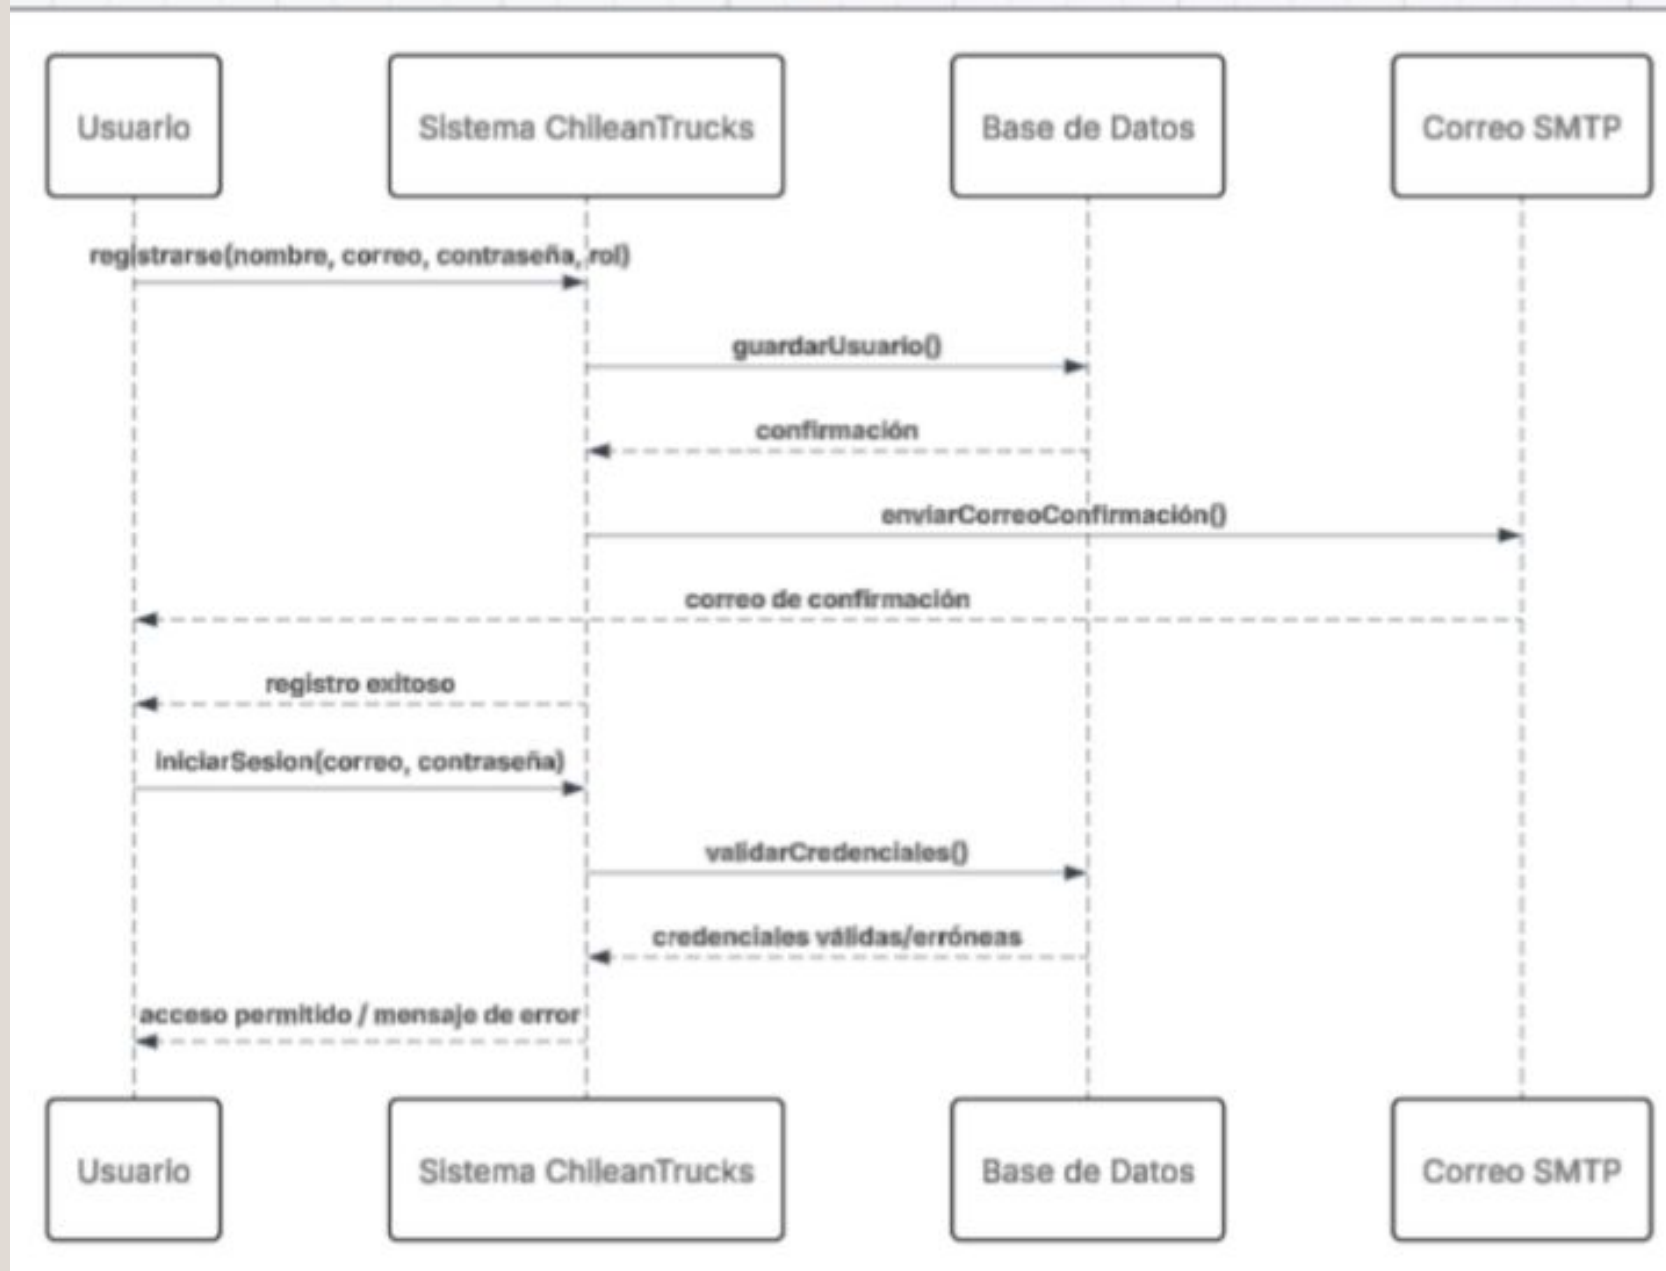 Usuario
Sistema ChileanTrucks
Base de Datos
Correo SMTP
registrarse(nombre, correo, contraseña, rol)
guardarUsuario()
confirmación
enviarCorreoConfirmación()
correo de confirmación
registro exitoso
iniciarSesion(correo, contraseña)
validarCredenciales()
credenciales válidas/erróneas
acceso permitido / mensaje de error
Usuario
Sistema ChileanTrucks
Base de Datos
Correo SMTP